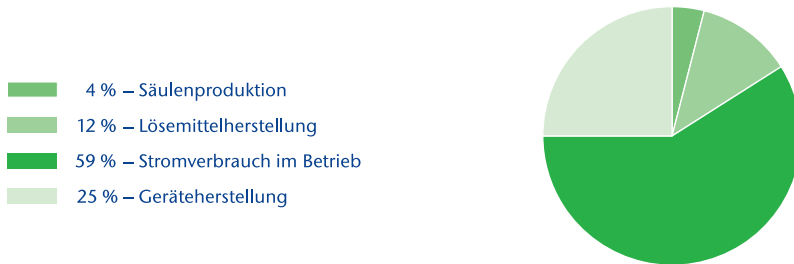 4 % – Säulenproduktion
12 % – Lösemittelherstellung
59 % – Stromverbrauch im Betrieb
25 % – Geräteherstellung